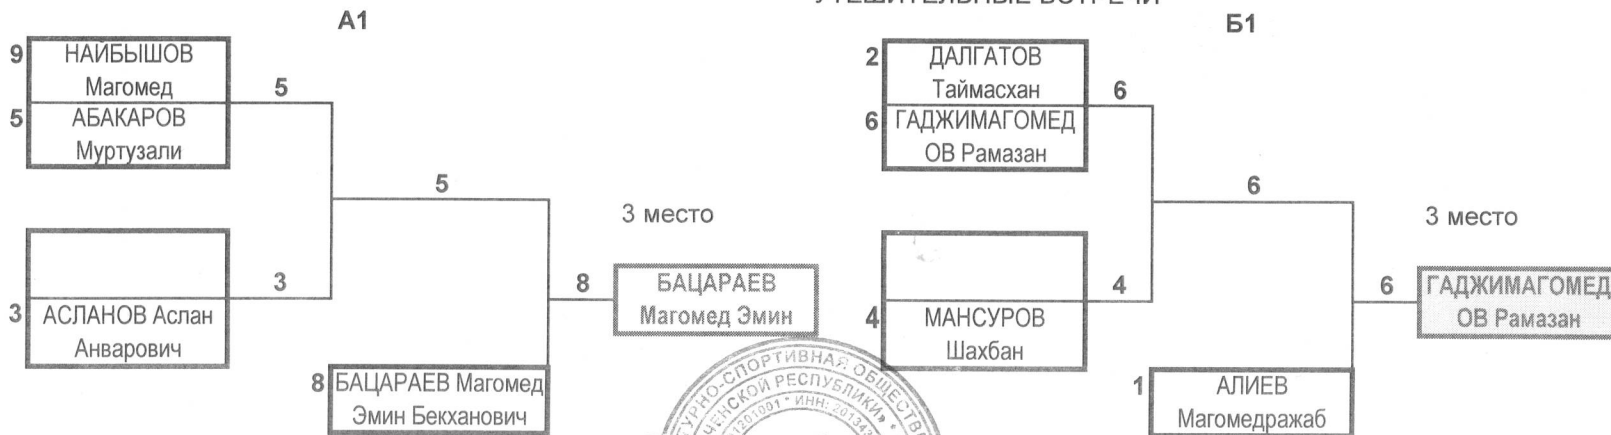 УТЕШИТЕЛЬНЫЕ ВСТРЕЧИ
А1
9 НАЙБЫШОВ
Магомед
5
5 АБАКАРОВ
Муртузали
5
3
3 АСЛАНОВ Аслан
Анварович
8 БАЦАРАЕВ Магомед
Эмин Бекханович
3 место
8
БАЦАРАЕВ
Магомед Эмин
Б1
2 ДАЛГАТОВ
Таймасхан
6
6 ГАДЖИМАГОМЕД
ОВ Рамазан
6
4
4 МАНСУРОВ
Шахбан
1 АЛИЕВ
Магомедражаб
3 место
6
ГАДЖИМАГОМЕД
ОВ Рамазан